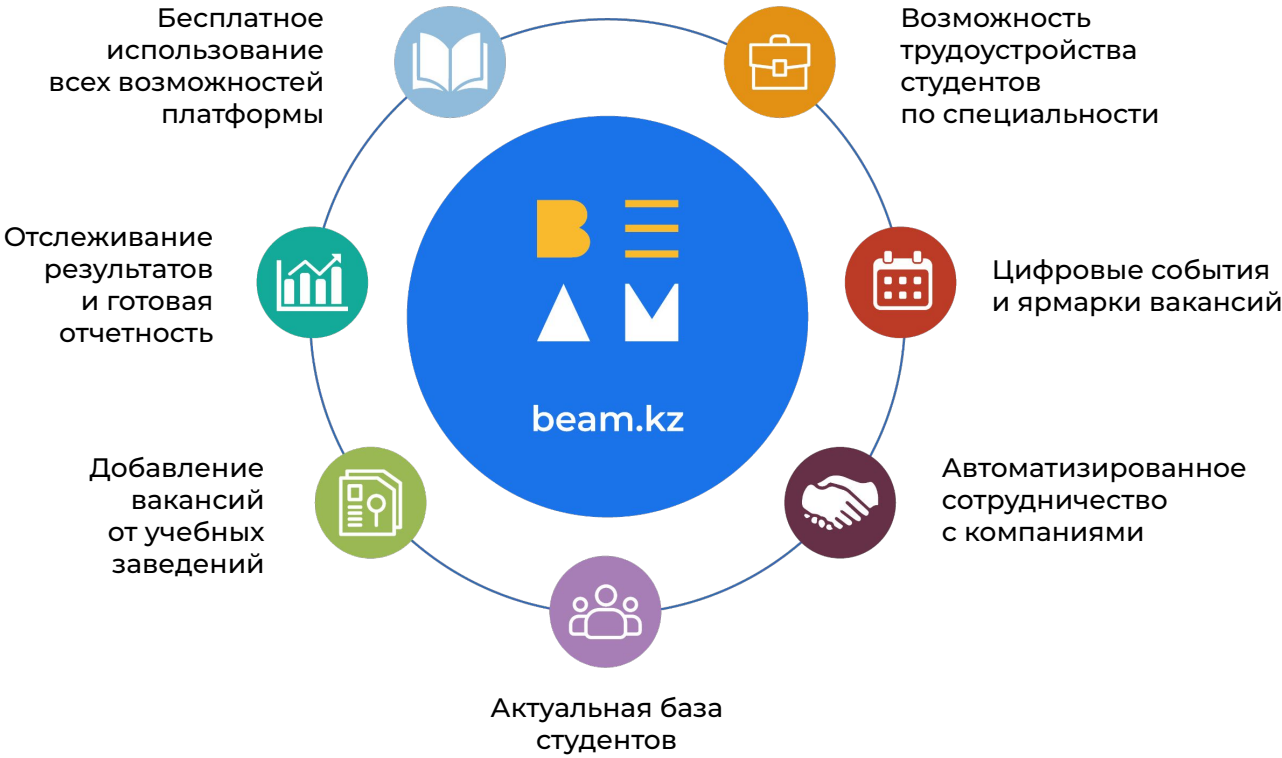 Бесплатное
использование
всех возможностей
платформы
Возможность
трудоустройства
студентов
по специальности
Отслеживание
результатов
и готовая
отчетность
BEAM
beam.kz
Цифровые события
и ярмарки вакансий
Добавление
вакансий
от учебных
заведений
Автоматизированное
сотрудничество
с компаниями
Актуальная база
студентов